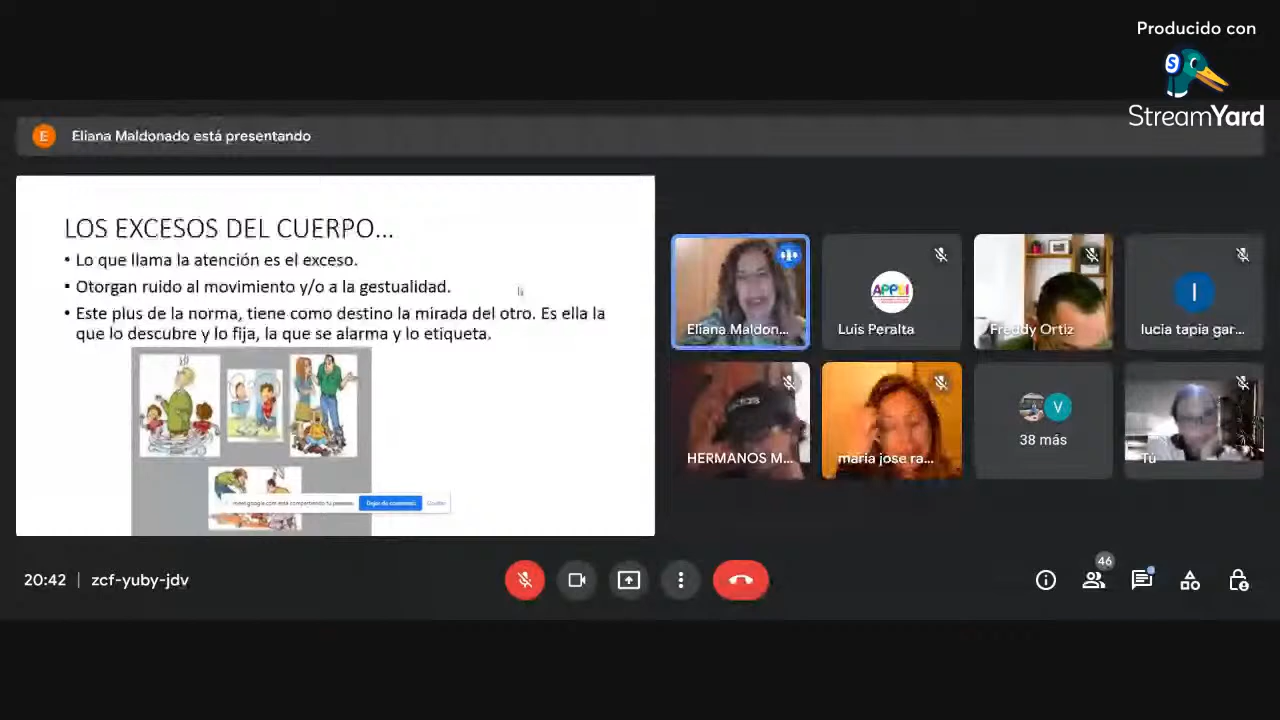 Producido con
StreamYard
E
Eliana Maldonado está presentando
LOS EXCESOS DEL CUERPO...
• Lo que llama la atención es el exceso.
• Otorgan ruido al movimiento y/o a la gestualidad.
• Este plus de la norma, tiene como destino la mirada del otro. Es ella la
que lo descubre y lo fija, la que se alarma y lo etiqueta.
Eliana Maldon...
APPSI
Luis Peralta
Freddy Ortiz
l
lucia tapia gar...
HERMANOS M...
maria jose ra...
V
38 más
Tú
20:42 | zcf-yuby-jdv
46